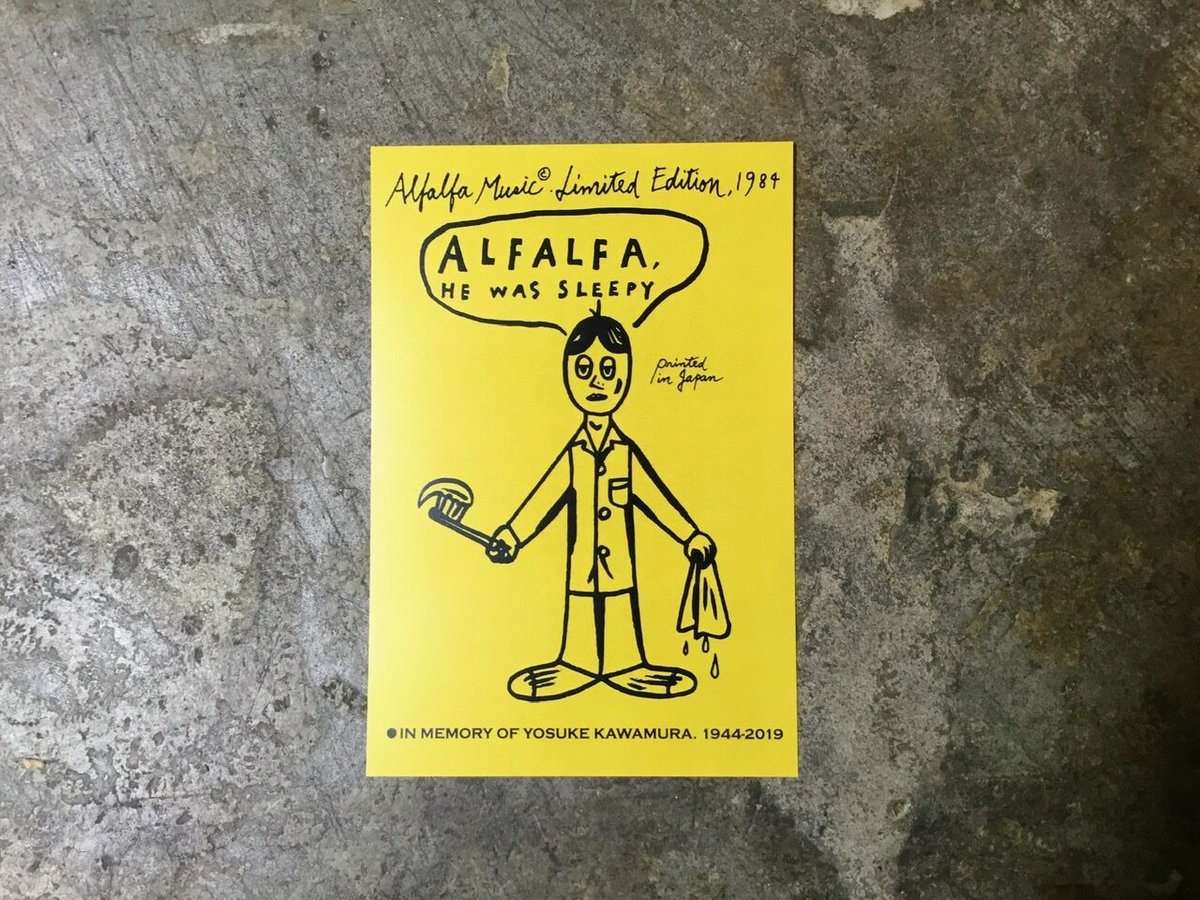 Alfalfa Music©. Limited Edition, 1984
ALFALFA,
HE WAS SLEEPY
printed
in Japan
●IN MEMORY OF YOSUKE KAWAMURA. 1944-2019